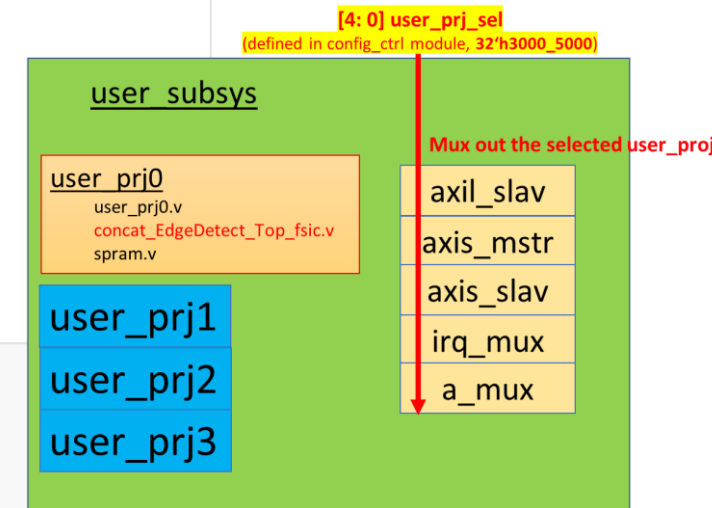 [4: 0] user_prj_sel
(defined in config_ctrl module, 32‘h3000_5000)
user_subsys
Mux out the selected user_proj
user_prj0
user_prj0.v
concat_EdgeDetect_Top_fsic.v
spram.v
user_prj1
user_prj2
user_prj3
axil_slav
axis_mstr
axis_slav
irq_mux
a_mux